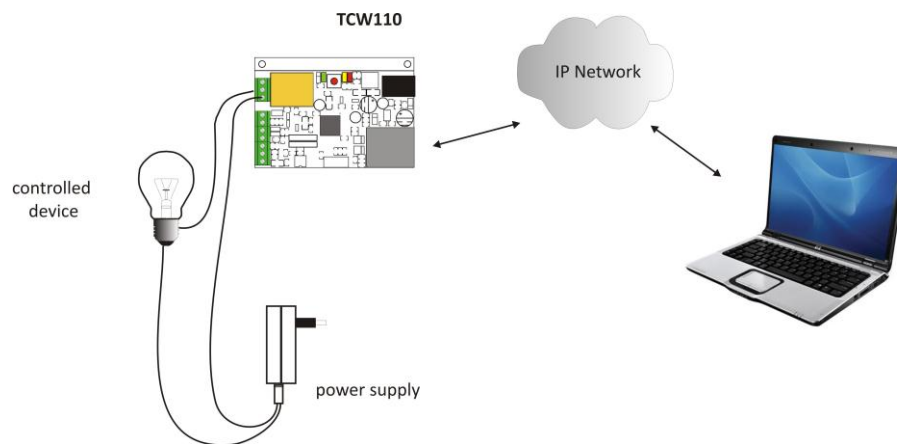 TCW110
IP Network
controlled
device
power supply